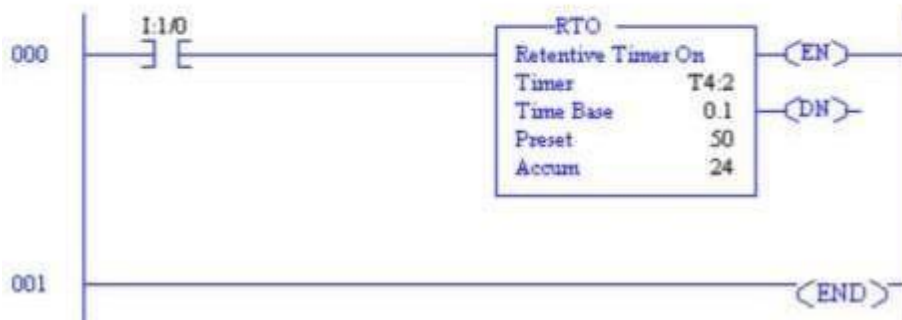 I:1/0
RTO
000
Retentive Timer On
(EN)
Timer T4:2
Time Base 0.1
(DN)
Preset 50
Accum 24
001
(END)